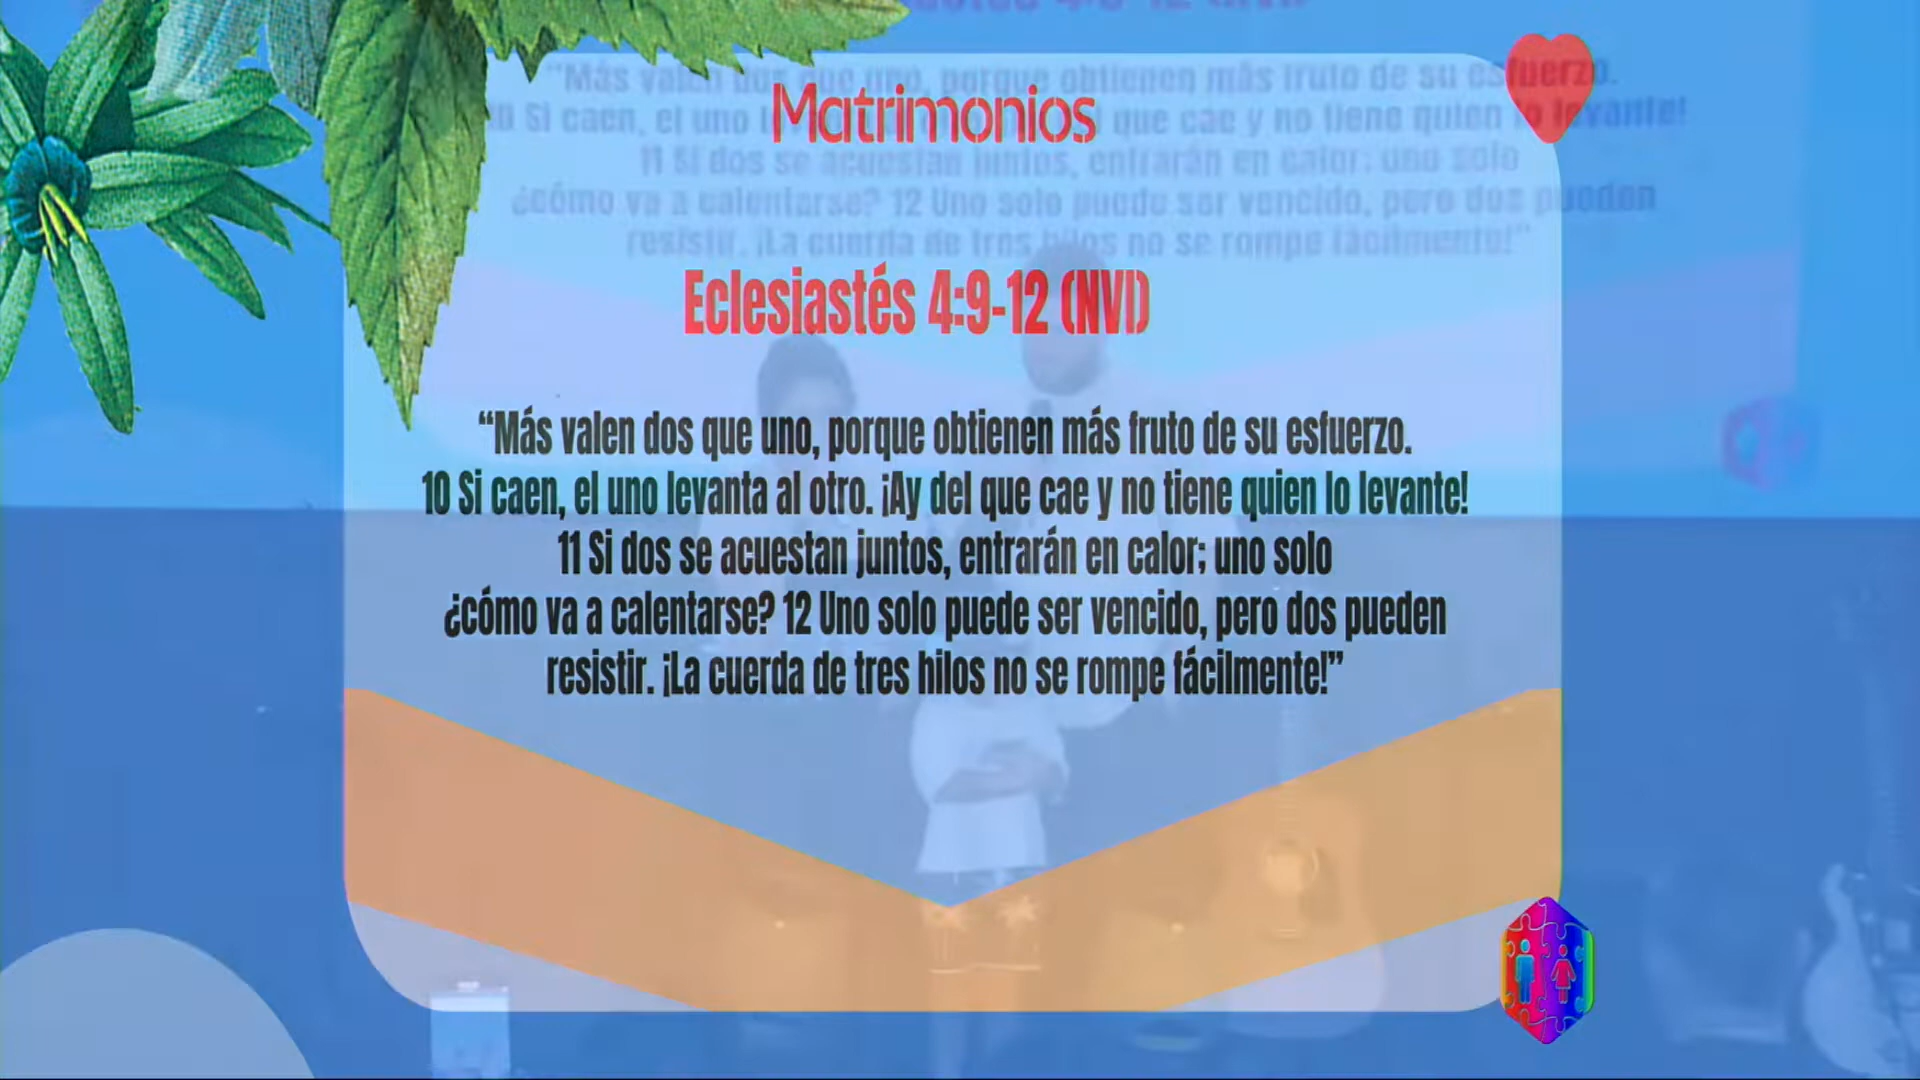 Matrimonios
Eclesiastés 4:9-12 (NVI)
“Más valen dos que uno, porque obtienen más fruto de su esfuerzo.
10 Si caen, el uno levanta al otro. ¡Ay del que cae y no tiene quien lo levante!
11 Si dos se acuestan juntos, entrarán en calor; uno solo
¿cómo va a calentarse? 12 Uno solo puede ser vencido, pero dos pueden
resistir. ¡La cuerda de tres hilos no se rompe fácilmente!”